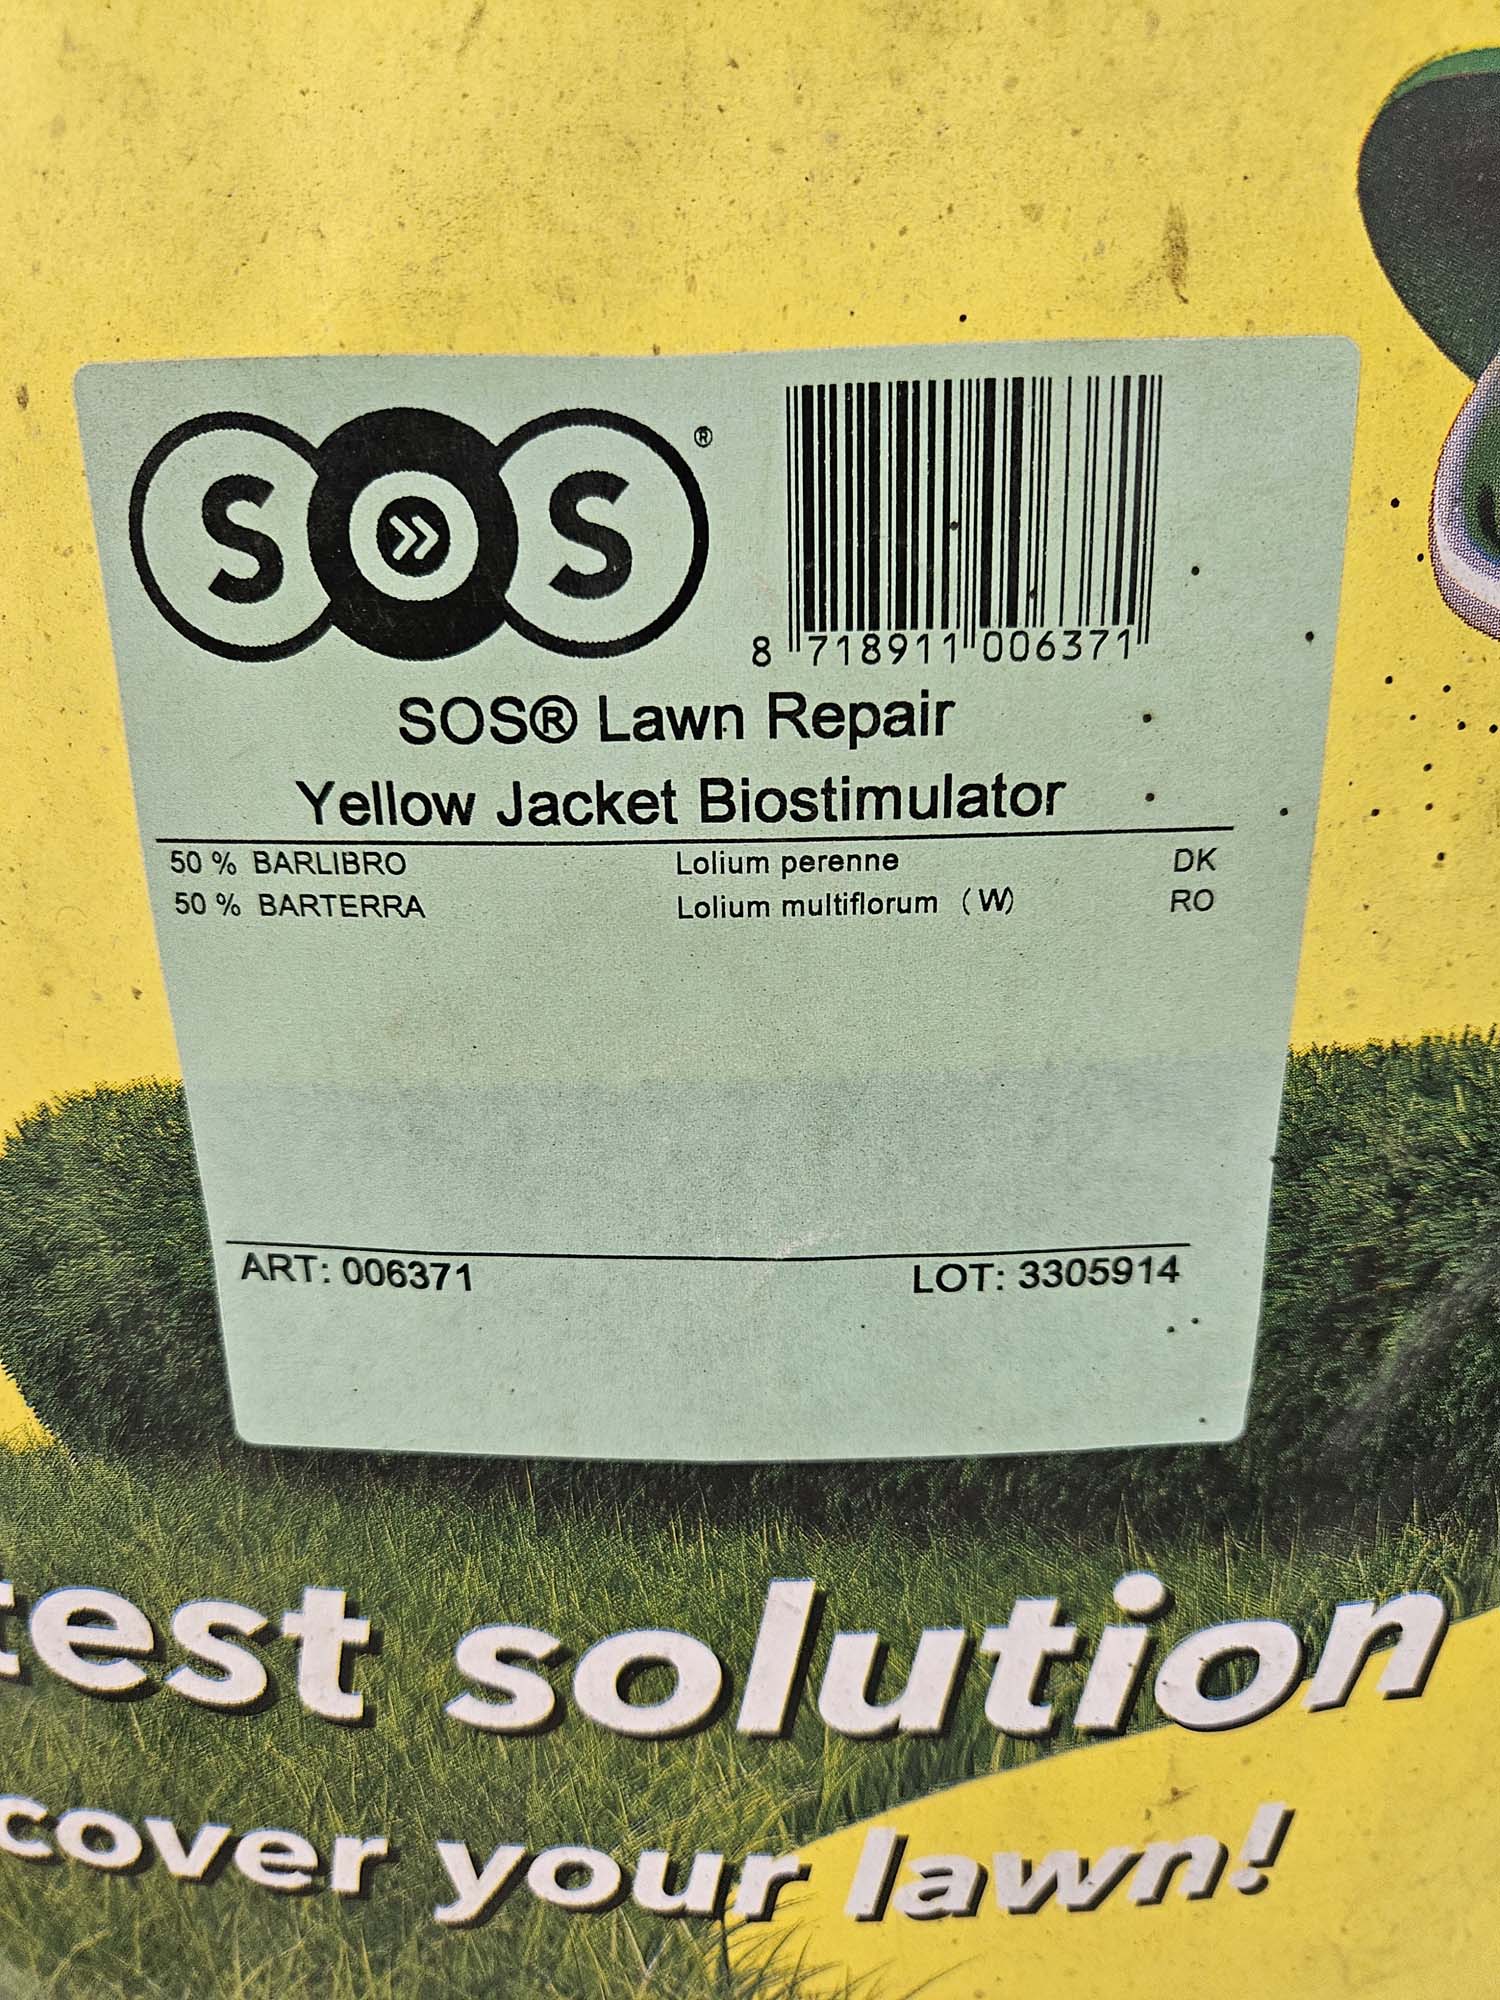 SOS®
8 718911 006371
SOS® Lawn Repair
Yellow Jacket Biostimulator
50 % BARLIBRO Lolium perenne DK
50 % BARTERRA Lolium multiflorum (W) RO
ART: 006371 LOT: 3305914
solution
cover your lawn!